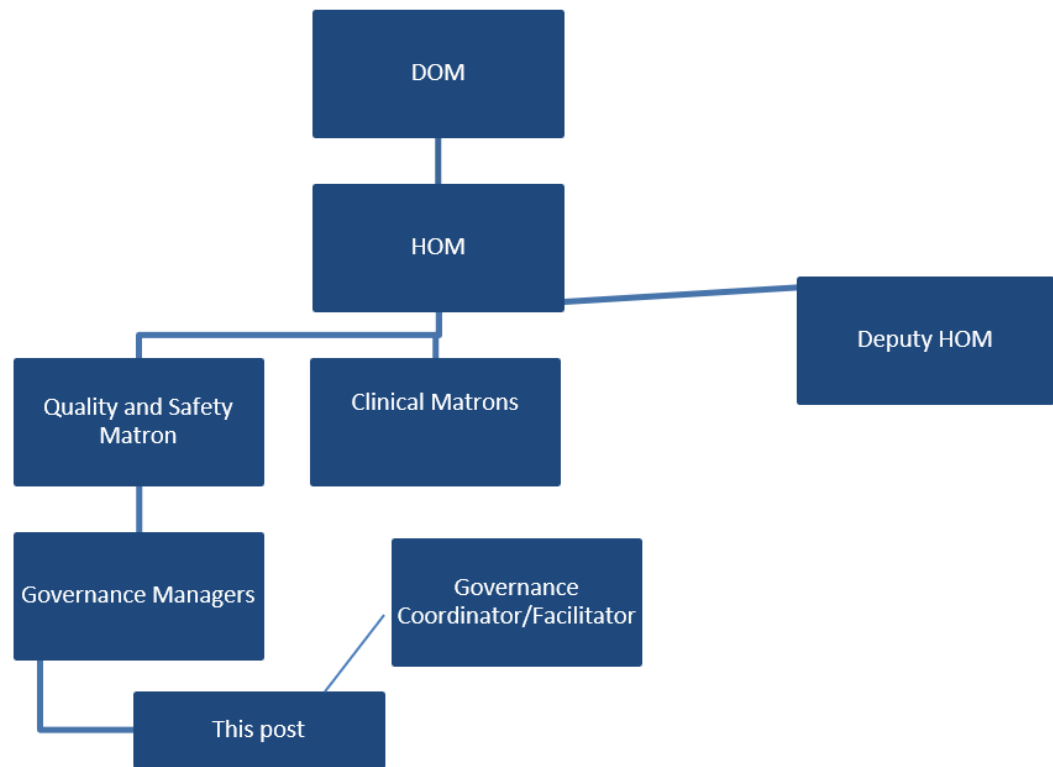 DOM
HOM
Deputy HOM
Quality and Safety
Matron
Clinical Matrons
Governance Managers
Governance
Coordinator/Facilitator
This post